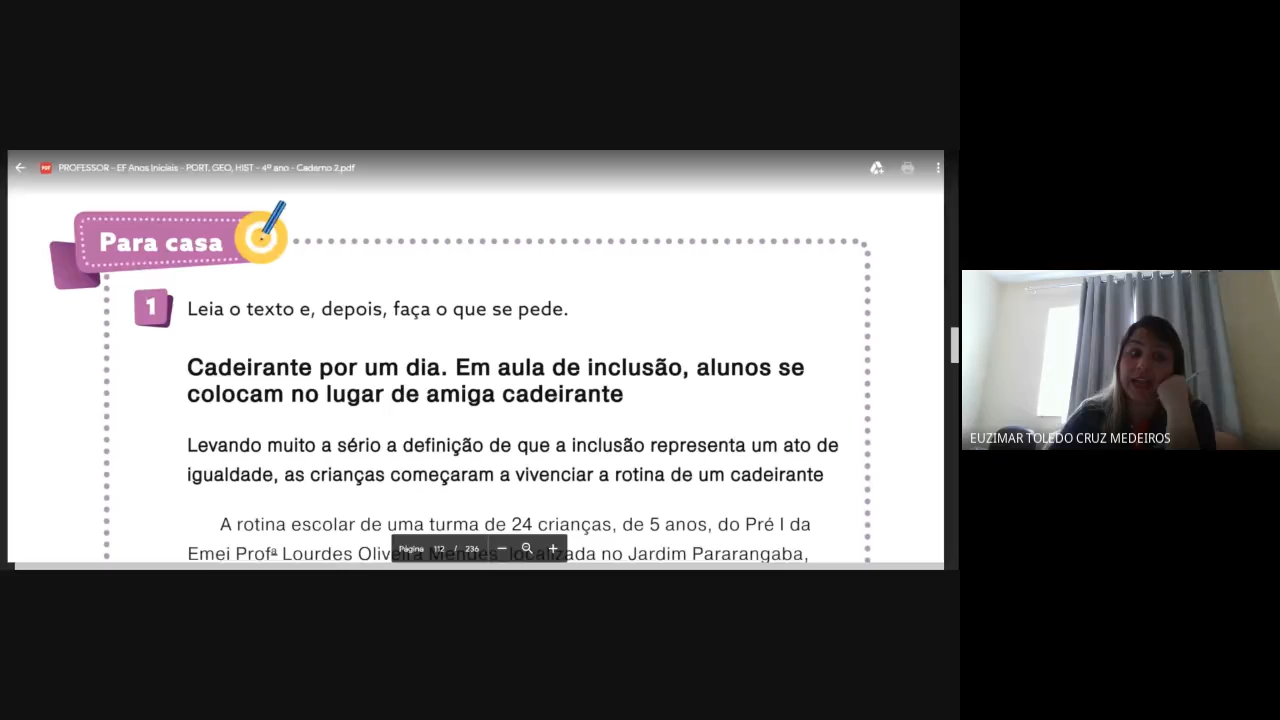 PROFESSOR - EF Anos Iniciais - PORT, GEO, HIST - 4º ano - Caderno 2.pdf
Para casa
1 Leia o texto e, depois, faça o que se pede.
Cadeirante por um dia. Em aula de inclusão, alunos se
colocam no lugar de amiga cadeirante
Levando muito a sério a definição de que a inclusão representa um ato de
igualdade, as crianças começaram a vivenciar a rotina de um cadeirante
A rotina escolar de uma turma de 24 crianças, de 5 anos, do Pré I da
Emei Profª Lourdes Oliveira Mendes localizada no Jardim Pararangaba,
Página 112 / 236
EUZIMAR TOLEDO CRUZ MEDEIROS